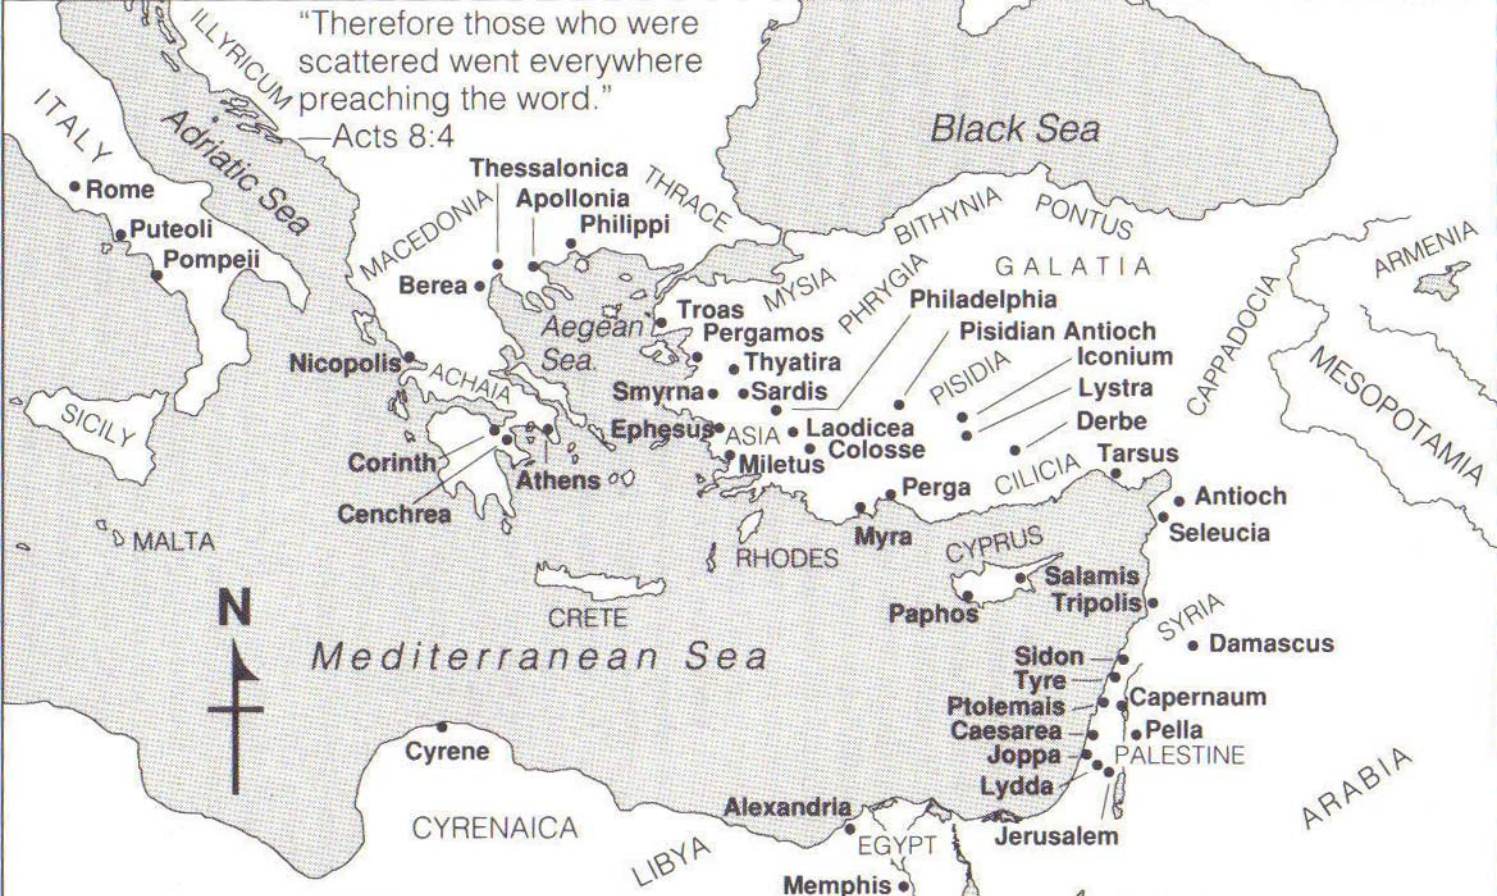 “Therefore those who were
scattered went everywhere
preaching the word.”
—Acts 8:4
ILLYRICUM
ITALY
Adriatic Sea
Black Sea
Rome
Puteoli
Pompeii
Thessalonica
Apollonia
Philippi
THRACE
MACEDONIA
Berea
BITHYNIA
PONTUS
ARMENIA
GALATIA
MYSIA
PHRYGIA
CAPPADOCIA
Philadelphia
Troas
Aegean
Sea
Pergamos
Pisidian Antioch
Thyatira
Iconium
PISIDIA
MESOPOTAMIA
Nicopolis
ACHAIA
Smyrna
Sardis
Lystra
SICILY
Ephesus
ASIA
Laodicea
Derbe
Colosse
Corinth
Miletus
Tarsus
Athens
Perga
CILICIA
Antioch
Cenchrea
Myra
Seleucia
MALTA
RHODES
CYPRUS
Salamis
Paphos
Tripolis
N
CRETE
SYRIA
Mediterranean Sea
Damascus
Sidon
Tyre
Ptolemais
Capernaum
Caesarea
Pella
Cyrene
Joppa
PALESTINE
Lydda
ARABIA
Alexandria
CYRENAICA
Jerusalem
EGYPT
LIBYA
Memphis